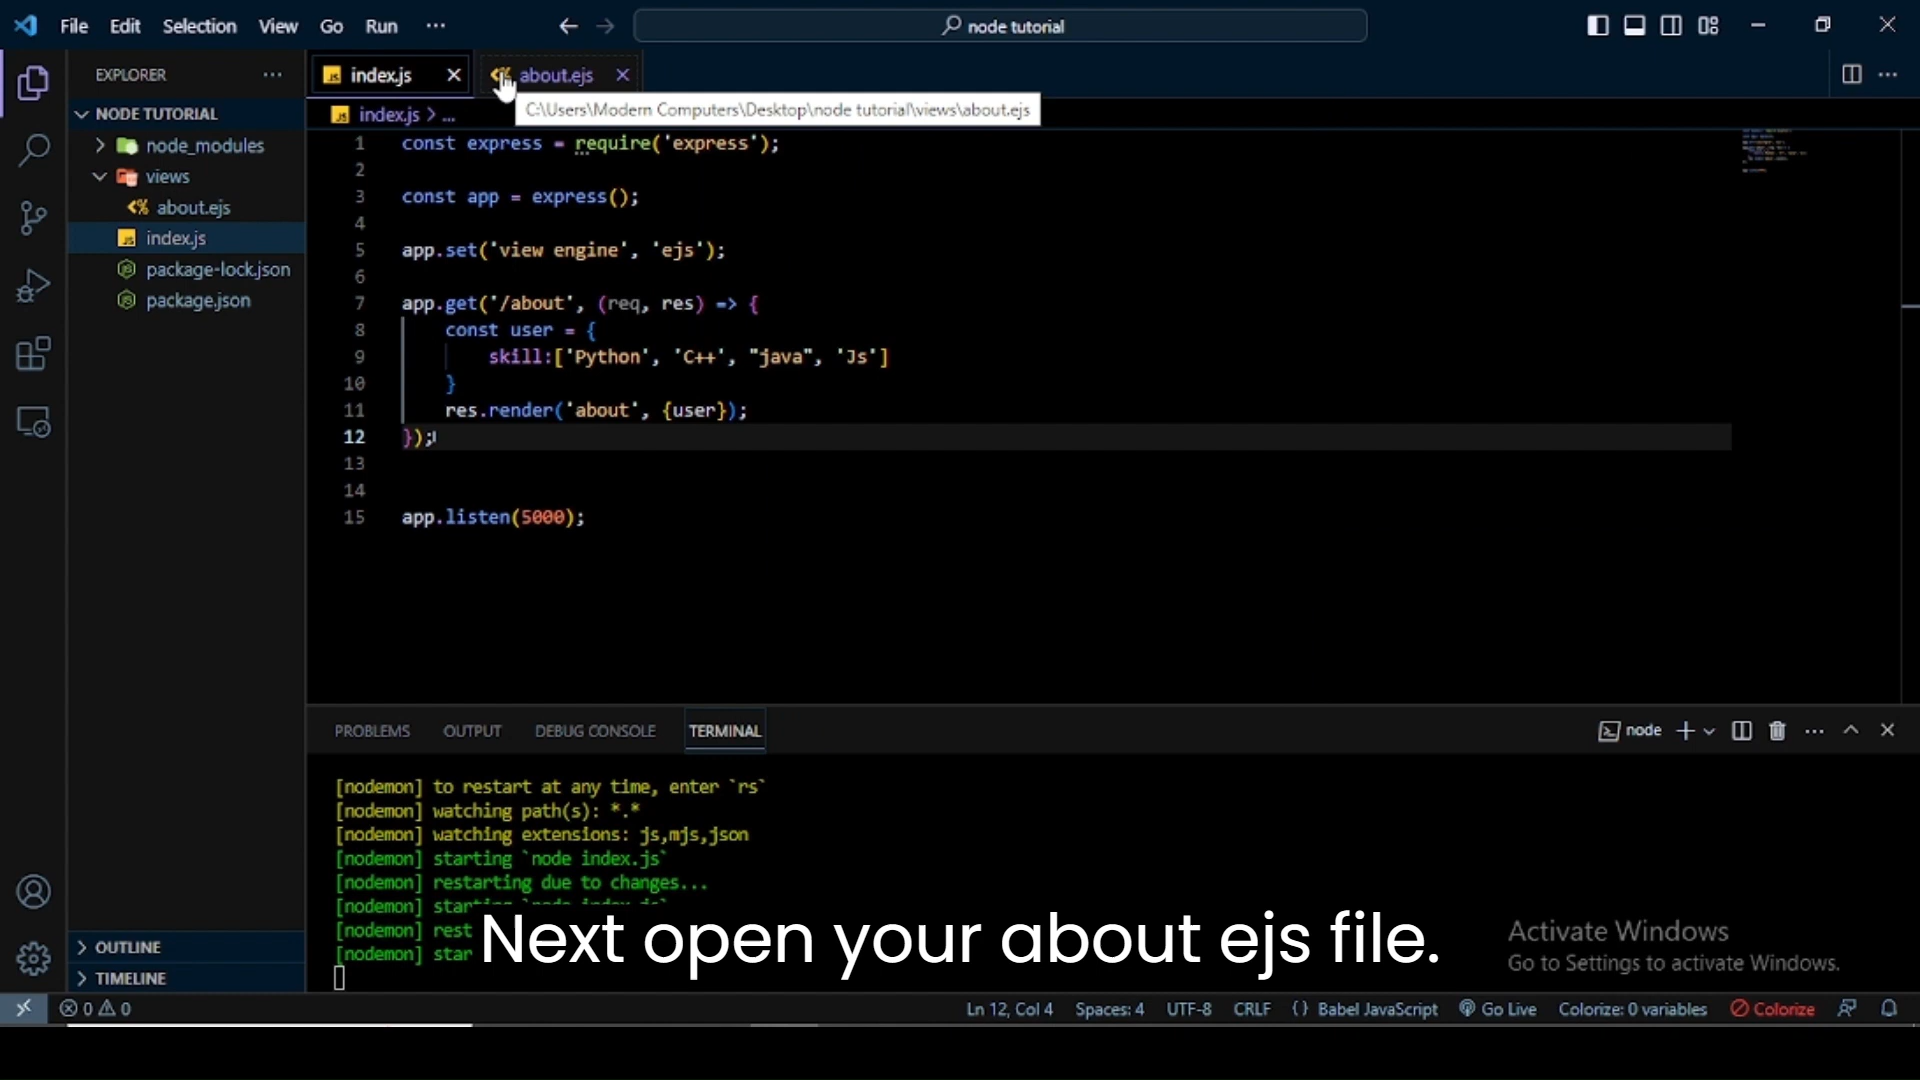 File Edit Selection View Go Run ··· node tutorial
EXPLORER ···
index.js
about.ejs
C:\Users\Modern Computers\Desktop\node tutorial\views\about.ejs
index.js > ...
NODE TUTORIAL
node_modules
views
about.ejs
index.js
package-lock.json
package.json
OUTLINE
TIMELINE
1 const express = require('express');
2
3 const app = express();
4
5 app.set('view engine', 'ejs');
6
7 app.get('/about', (req, res) => {
8 const user = {
9 skill:['Python', 'C++', "java", 'Js']
10 }
11 res.render('about', {user});
12 });
13
14
15 app.listen(5000);
PROBLEMS OUTPUT DEBUG CONSOLE TERMINAL node
[nodemon] to restart at any time, enter `rs`
[nodemon] watching path(s): *.*
[nodemon] watching extensions: js,mjs,json
[nodemon] starting `node index.js`
[nodemon] restarting due to changes...
[nodemon]
[nodemon]
[nodemon]
Next open your about ejs file.
Activate Windows
Go to Settings to activate Windows.
0 0 Ln 12, Col 4 Spaces: 4 UTF-8 CRLF {} Babel JavaScript Go Live Colorize: 0 variables Colorize